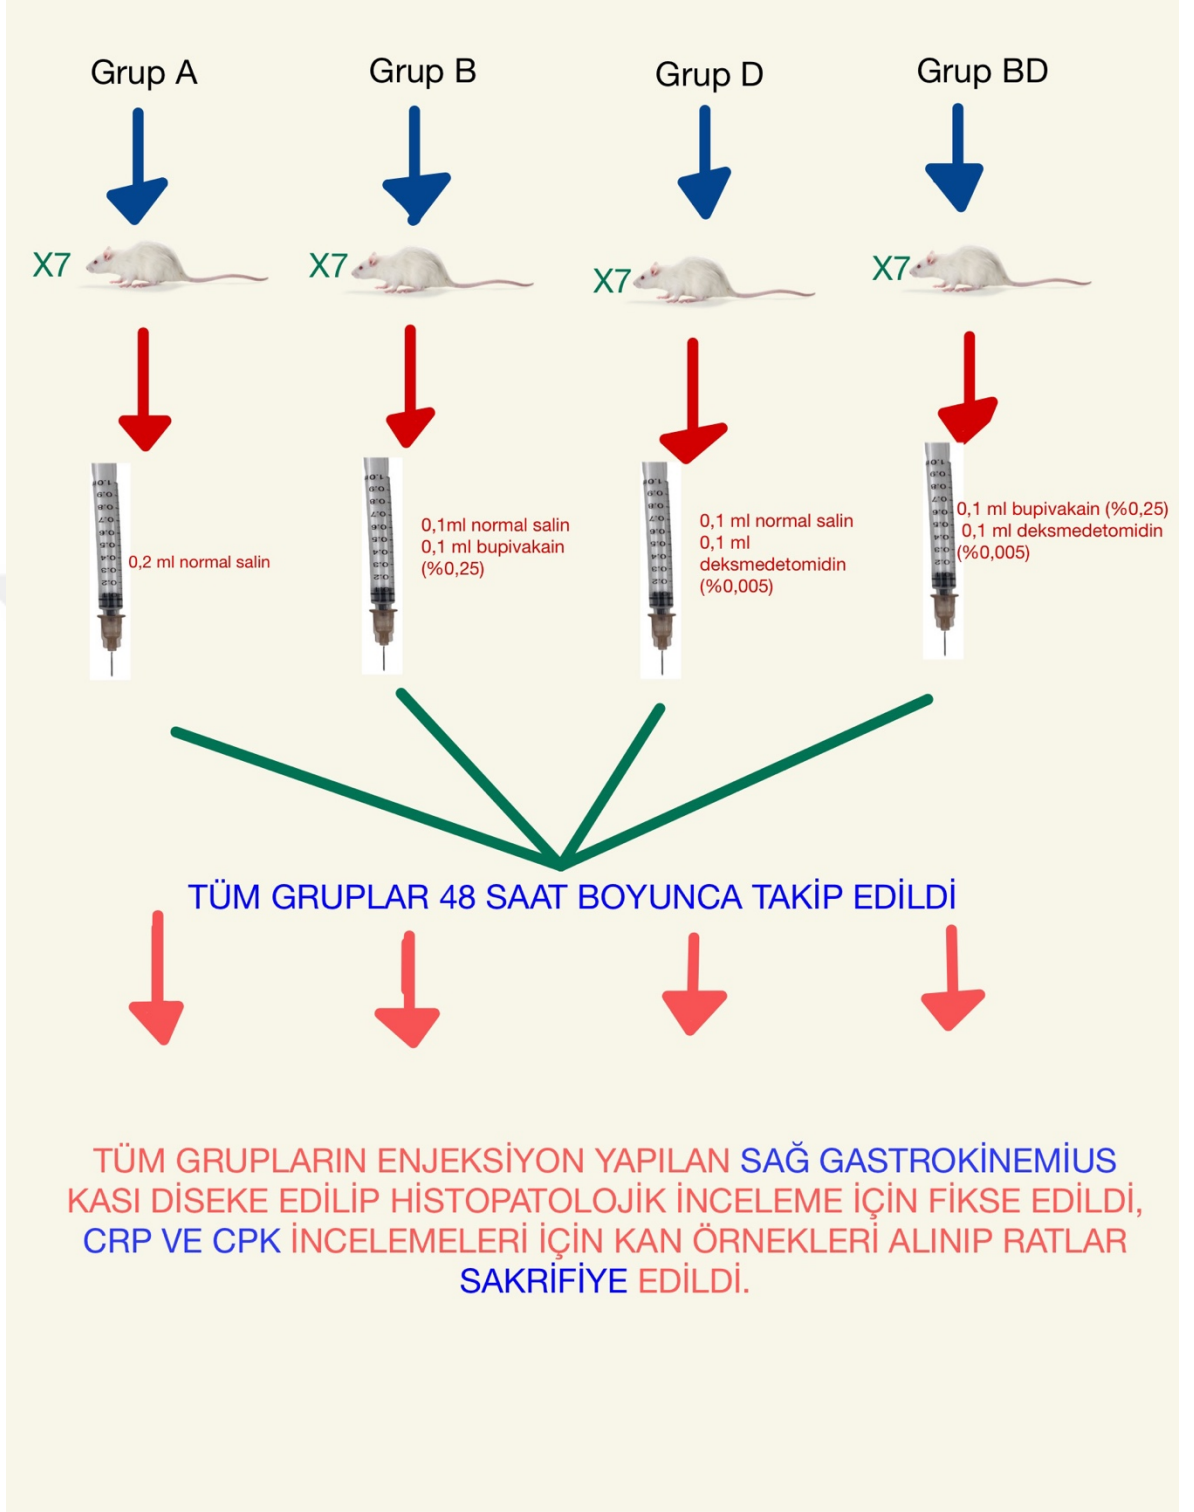 Grup A
Grup B
Grup D
Grup BD
X7
X7
X7
X7
0,2 ml normal salin
0,1ml normal salin
0,1 ml bupivakain
(%0,25)
0,1 ml normal salin
0,1 ml
deksmedetomidin
(%0,005)
0,1 ml bupivakain (%0,25)
0,1 ml deksmedetomidin
(%0,005)
TÜM GRUPLAR 48 SAAT BOYUNCA TAKİP EDİLDİ
TÜM GRUPLARIN ENJEKSİYON YAPILAN SAĞ GASTROKİNEMİUS
KASI DİSEKE EDİLİP HİSTOPATOLOJİK İNCELEME İÇİN FİKSE EDİLDİ,
CRP VE CPK İNCELEMELERİ İÇİN KAN ÖRNEKLERİ ALINIP RATLAR
SAKRİFİYE EDİLDİ.